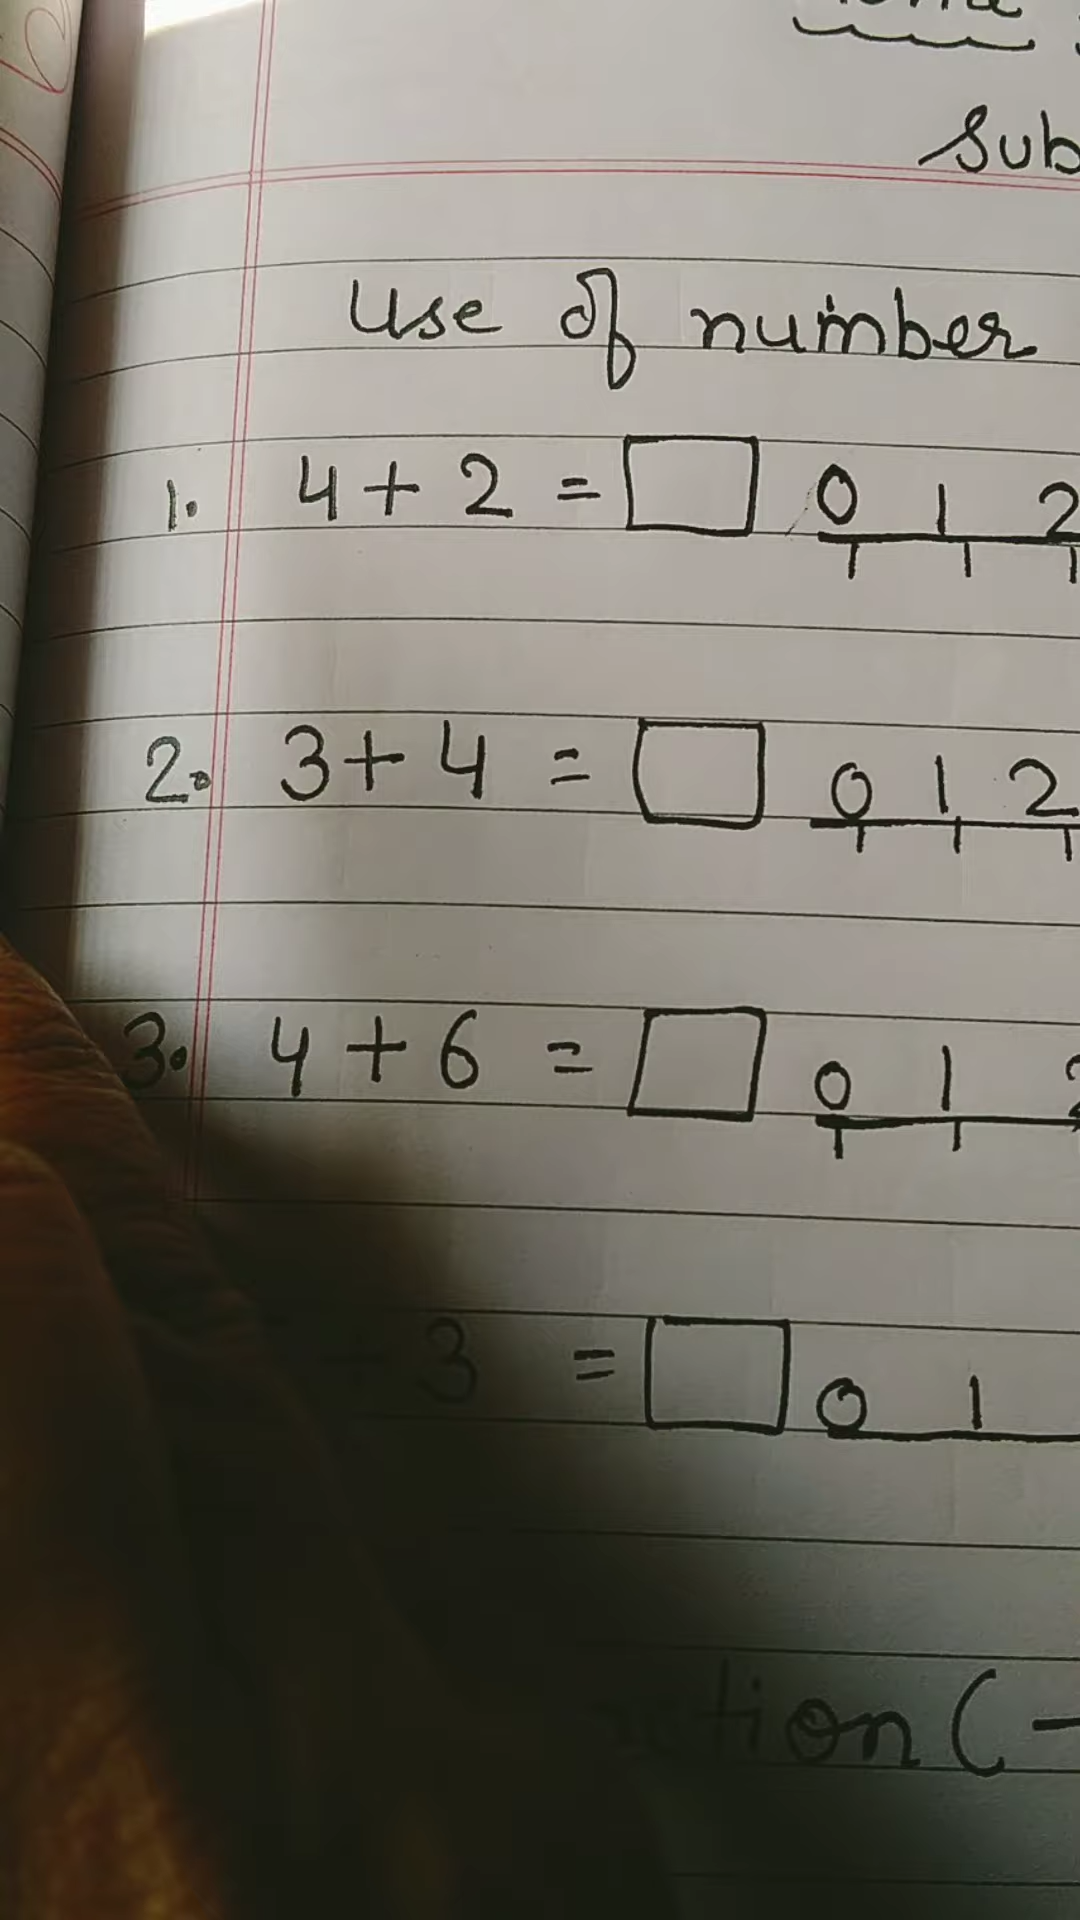 Sub
Use of number
1. 4 + 2 = 0 1 2
2. 3 + 4 = 0 1 2
3. 4 + 6 = 0 1 2
+ 3 = 0 1
tion (-